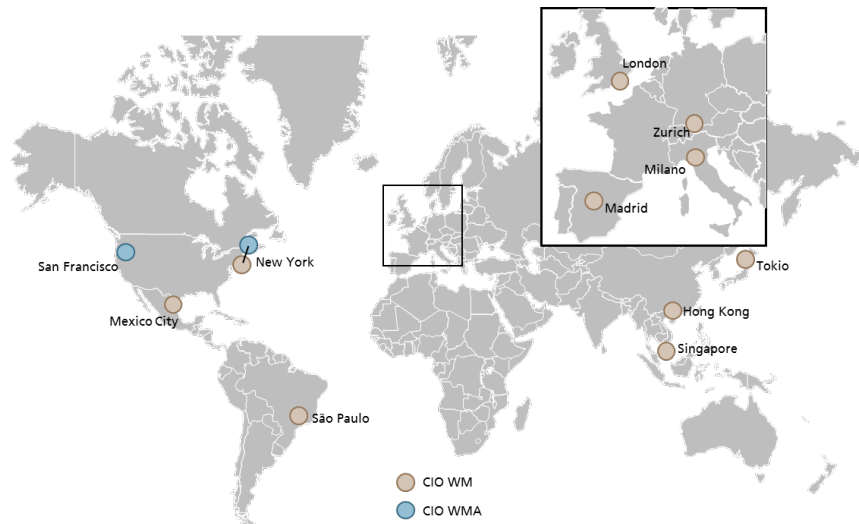 London
Zurich
Milano
Madrid
San Francisco
New York
Tokio
Mexico City
Hong Kong
Singapore
São Paulo
CIO WM
CIO WMA